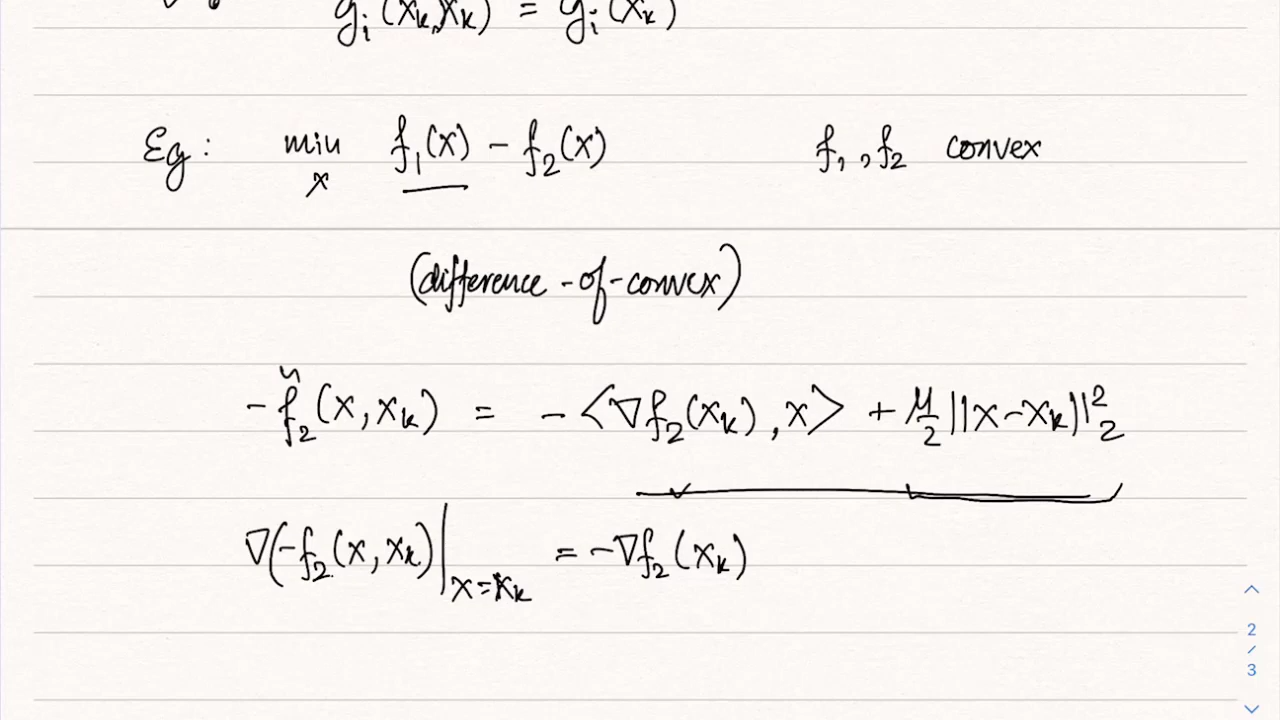 g_i(x_k, x_k) = g_i(x_k)
Eg: min_x f_1(x) - f_2(x) f_1, f_2 convex
(difference-of-convex)
-f̃_2(x, x_k) = -⟨∇f_2(x_k), x⟩ + μ/2 ||x-x_k||_2^2
∇(-f_2(x, x_k)|_{x=x_k} = -∇f_2(x_k)
2
/
3